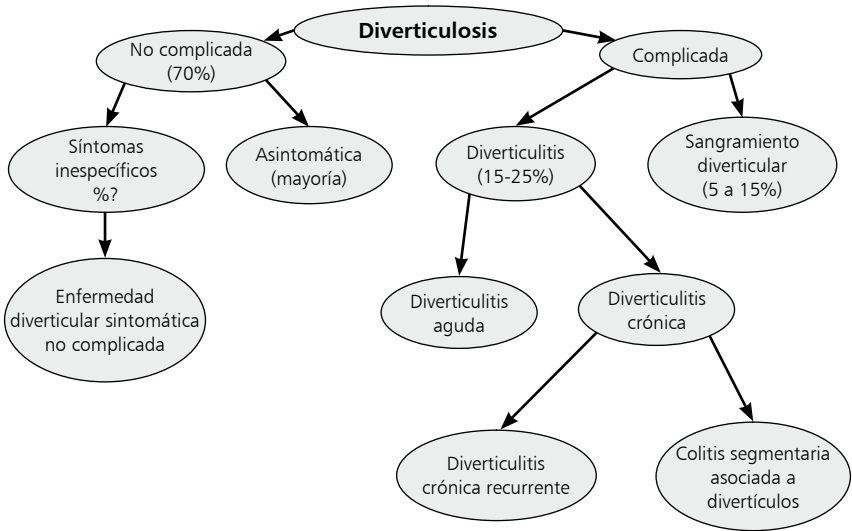 Diverticulosis
No complicada
(70%)
Complicada
Síntomas
inespecíficos
%?
Asintomática
(mayoría)
Diverticulitis
(15-25%)
Sangramiento
diverticular
(5 a 15%)
Enfermedad
diverticular sintomática
no complicada
Diverticulitis
aguda
Diverticulitis
crónica
Diverticulitis
crónica recurrente
Colitis segmentaria
asociada a
divertículos